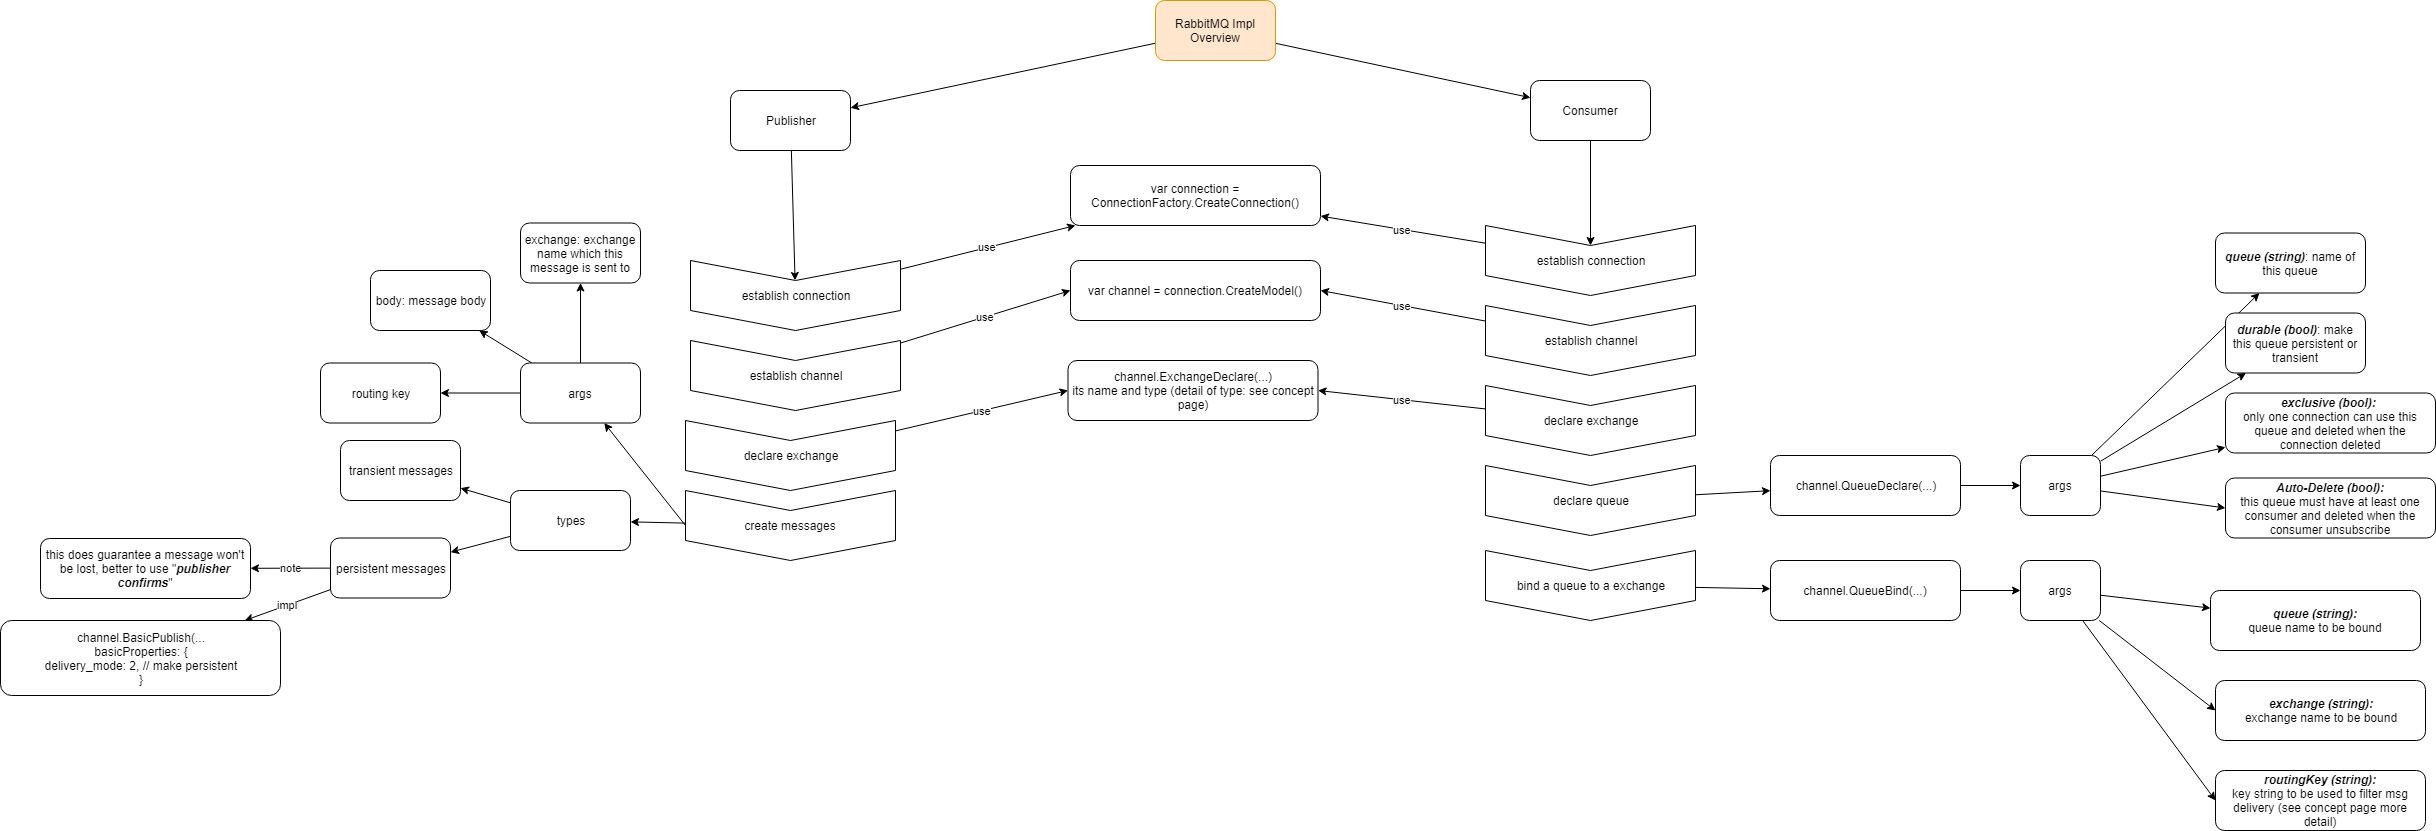 RabbitMQ Impl
Overview
Publisher
Consumer
var connection =
ConnectionFactory.CreateConnection()
use
use
establish connection
establish connection
var channel = connection.CreateModel()
use
use
establish channel
establish channel
channel.ExchangeDeclare(...)
its name and type (detail of type: see concept
page)
use
use
declare exchange
declare exchange
create messages
exchange: exchange
name which this
message is sent to
body: message body
routing key
args
transient messages
types
persistent messages
note
this does guarantee a message won't
be lost, better to use "publisher
confirms"
impl
channel.BasicPublish(...
basicProperties: {
delivery_mode: 2, // make persistent
}
declare queue
channel.QueueDeclare(...)
args
queue (string): name of
this queue
durable (bool): make
this queue persistent or
transient
exclusive (bool):
only one connection can use this
queue and deleted when the
connection deleted
Auto-Delete (bool):
this queue must have at least one
consumer and deleted when the
consumer unsubscribe
bind a queue to a exchange
channel.QueueBind(...)
args
queue (string):
queue name to be bound
exchange (string):
exchange name to be bound
routingKey (string):
key string to be used to filter msg
delivery (see concept page more
detail)